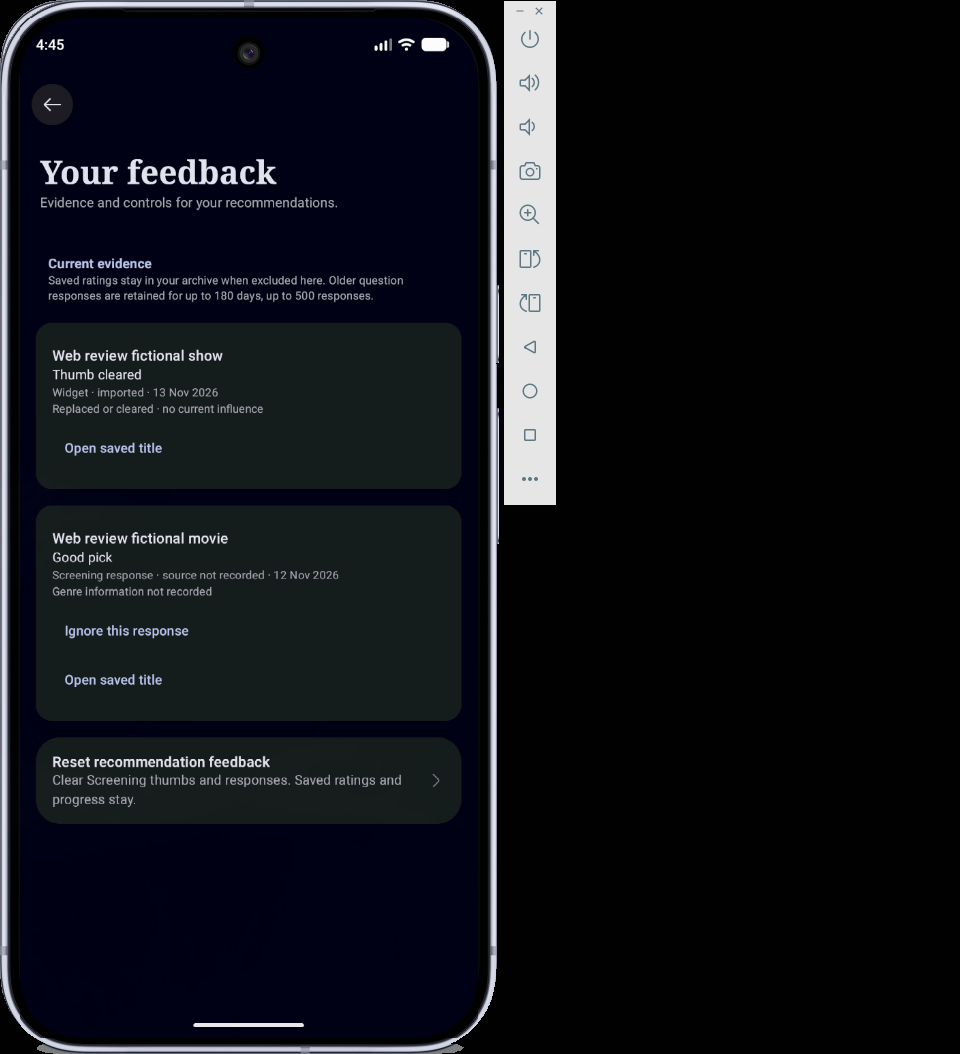 4:45
Your feedback
Evidence and controls for your recommendations.
Current evidence
Saved ratings stay in your archive when excluded here. Older question
responses are retained for up to 180 days, up to 500 responses.
Web review fictional show
Thumb cleared
Widget · imported · 13 Nov 2026
Replaced or cleared · no current influence
Open saved title
Web review fictional movie
Good pick
Screening response · source not recorded · 12 Nov 2026
Genre information not recorded
Ignore this response
Open saved title
Reset recommendation feedback
Clear Screening thumbs and responses. Saved ratings and
progress stay.